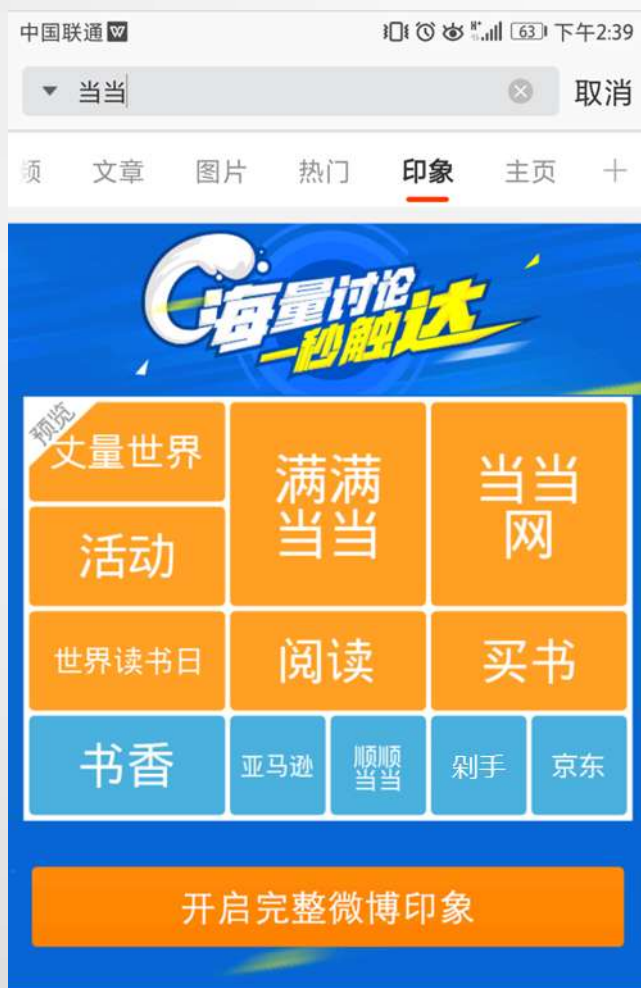 中国联通 下午2:39
63
当当 取消
频 文章 图片 热门 印象 主页
海量讨论
一秒触达
预览
丈量世界
满满
当当
当当
网
活动
世界读书日
阅读
买书
书香
亚马逊
顺顺
当当
剁手
京东
开启完整微博印象